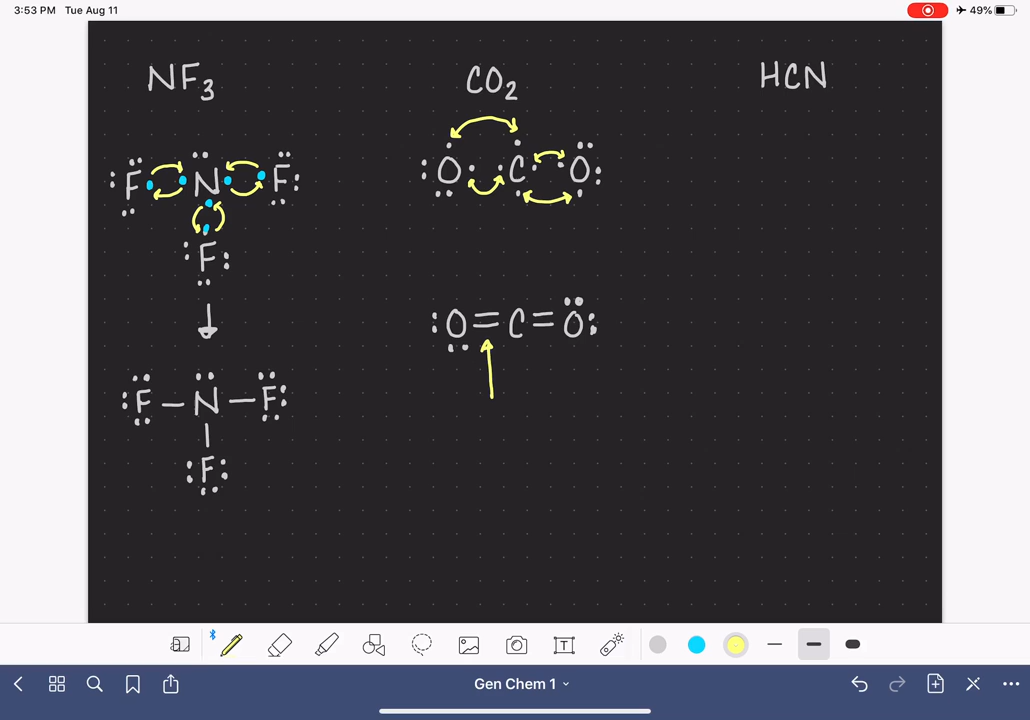 3:53 PM Tue Aug 11
49%
NF3
CO2
HCN
F N F
F
O C O
O = C = O
F – N – F
F
T
Gen Chem 1